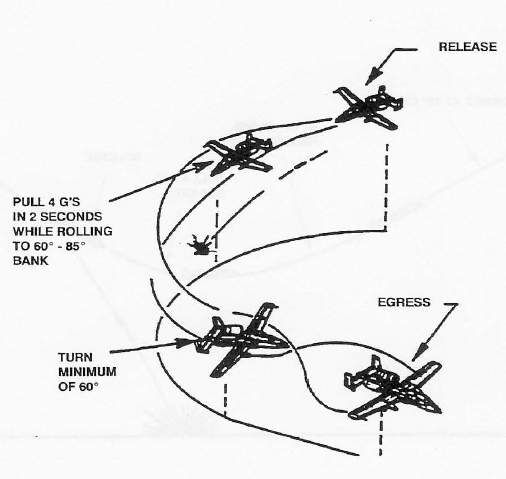 RELEASE
PULL 4 G'S
IN 2 SECONDS
WHILE ROLLING
TO 60° - 85°
BANK
EGRESS
TURN
MINIMUM
OF 60°